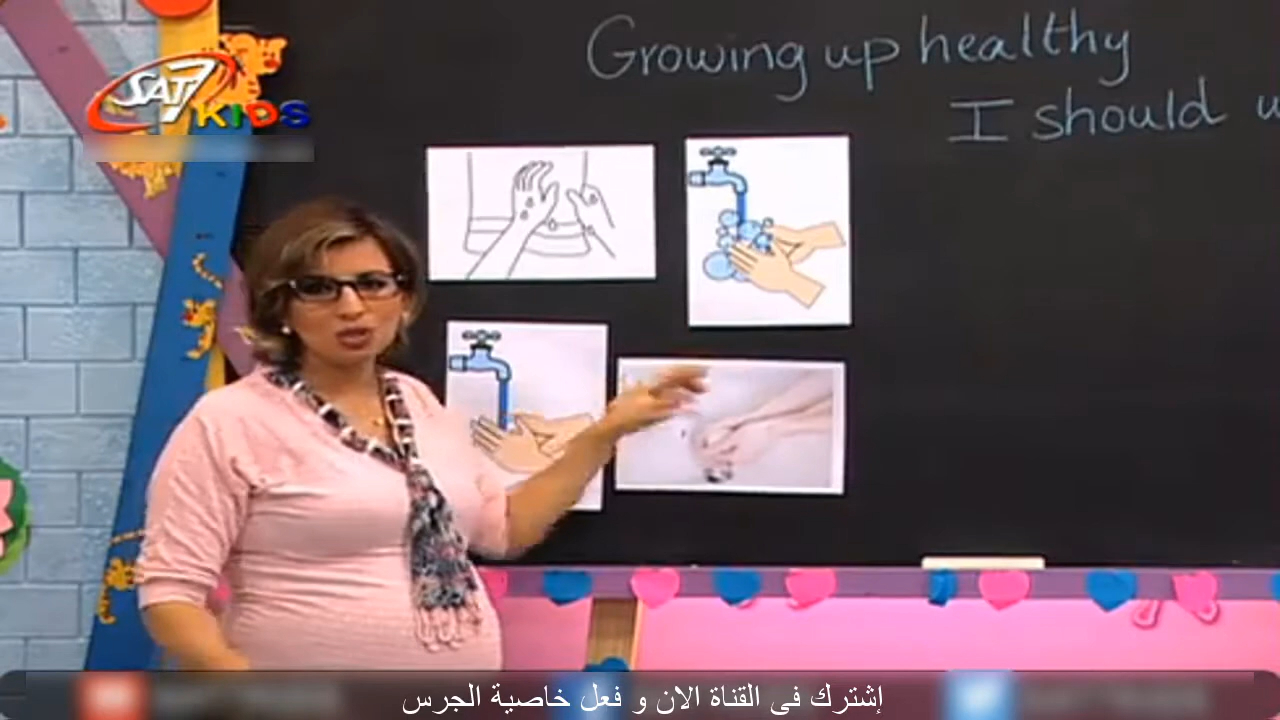 SAT7
KIDS
Growing up healthy
I should
إشترك فى القناة الان و فعل خاصية الجرس